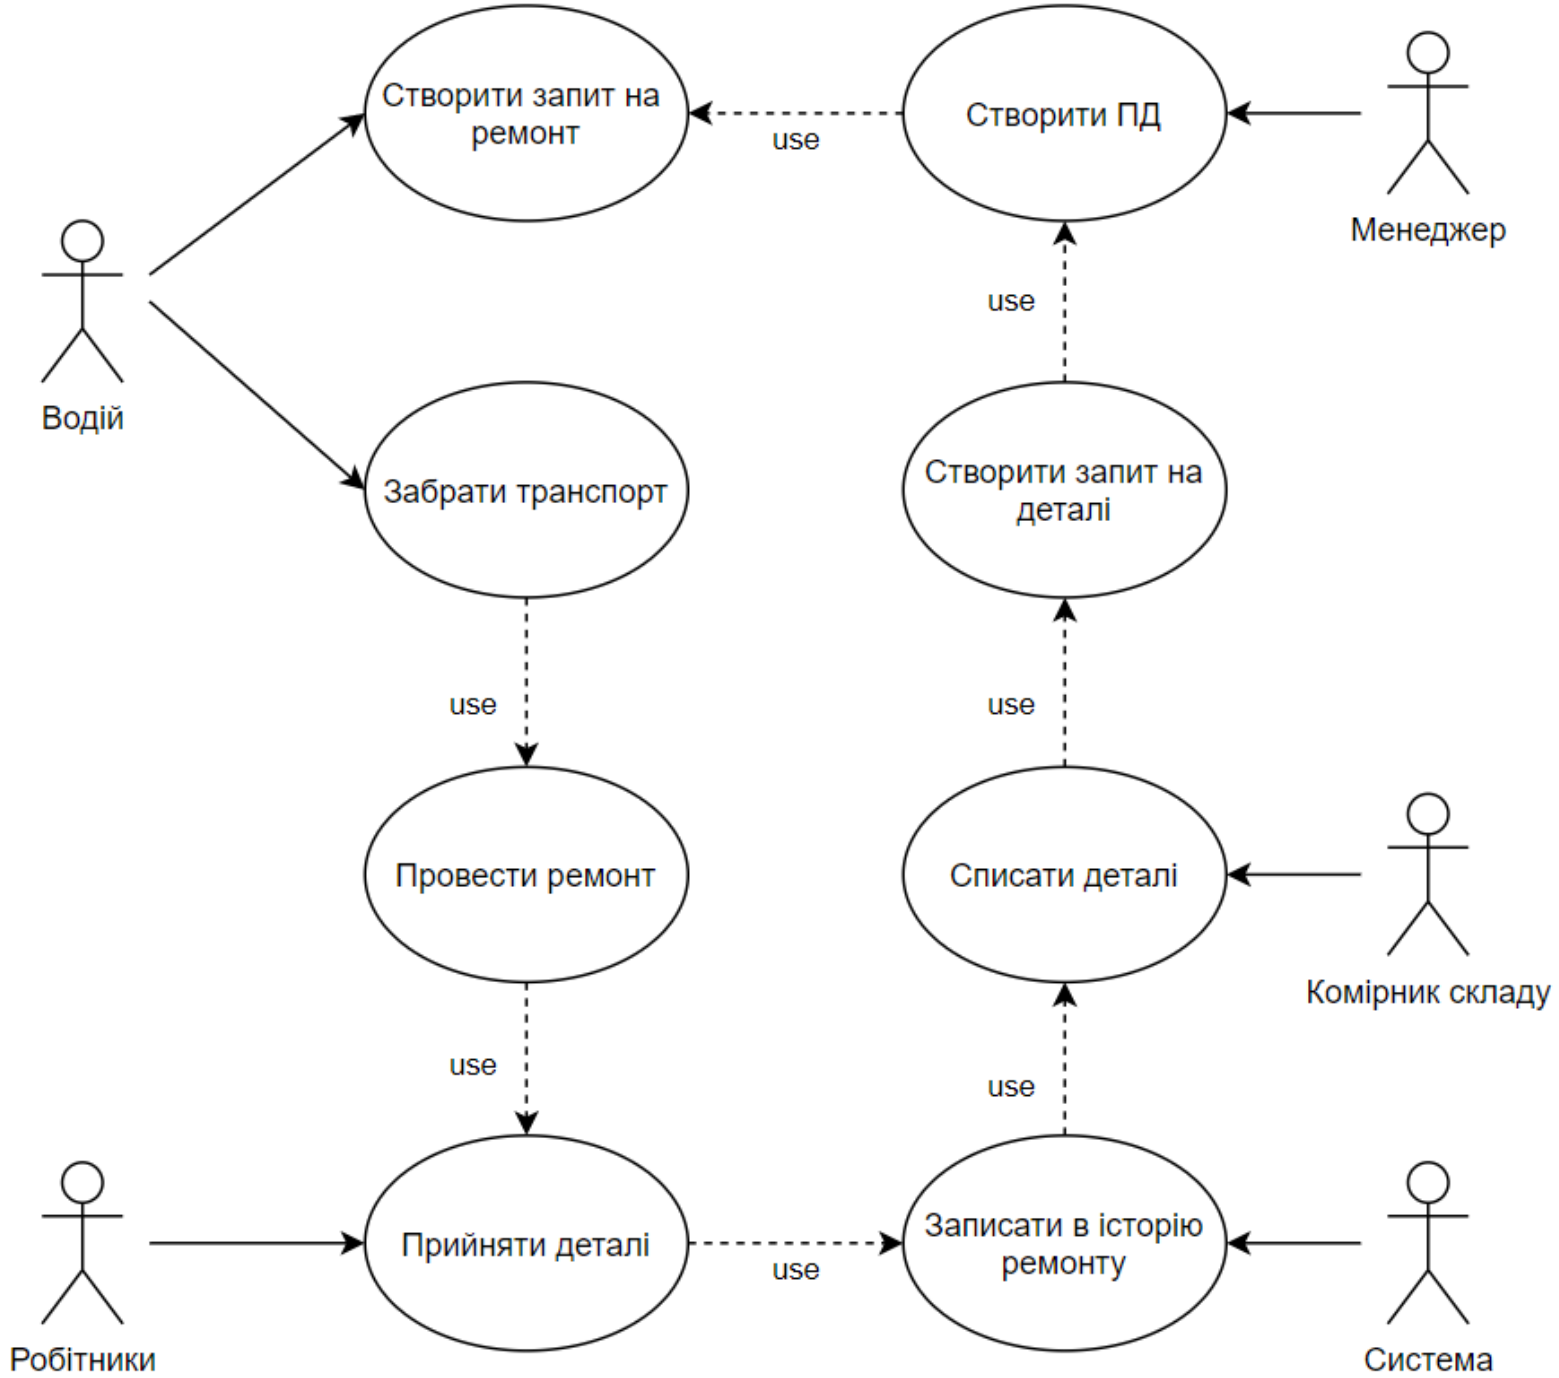 Створити запит на
ремонт
use
Створити ПД
Менеджер
Водій
use
Забрати транспорт
Створити запит на
деталі
use
use
Провести ремонт
Списати деталі
Комірник складу
use
use
Робітники
Прийняти деталі
use
Записати в історію
ремонту
Система